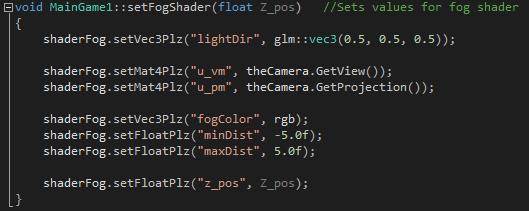 void MainGame1::setFogShader(float Z_pos)   //Sets values for fog shader
{
    shaderFog.setVec3Plz("lightDir", glm::vec3(0.5, 0.5, 0.5));
    shaderFog.setMat4Plz("u_vm", theCamera.GetView());
    shaderFog.setMat4Plz("u_pm", theCamera.GetProjection());
    shaderFog.setVec3Plz("fogColor", rgb);
    shaderFog.setFloatPlz("minDist", -5.0f);
    shaderFog.setFloatPlz("maxDist", 5.0f);
    shaderFog.setFloatPlz("z_pos", Z_pos);
}